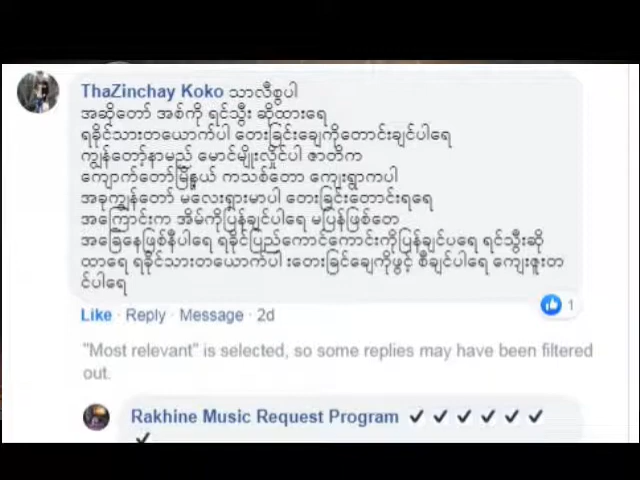 ThaZinchay Koko သာလီစွပါ
အဆိုတော် အစ်ကို ရင်သွီး ဆိုထားရေ
ရခိုင်သားတယောက်ပါ တေးခြင်းချေကိုတောင်းချင်ပါရေ
ကျွန်တော့်နာမည် မောင်မျိုးလှိုင်ပါ ဇာတိက
ကျောက်တော်မြို့နယ် ကသစ်တော ကျေးရွာကပါ
အခုကျွန်တော် မလေးရှားမာပါ တေးခြင်းတောင်းရရေ
အကြောင်းက အိမ်ကိုပြန်ချင်ပါရေ မပြန်ဖြစ်တေ
အခြေနေဖြစ်နီပါရေ ရခိုင်ပြည်ကောင်ကောင်းကိုပြန်ချင်ပရေ ရင်သွီးဆို
ထာရေ ရခိုင်သားတယောက်ပါ းတေးခြင်ချေကိုဖွင့် စီချင်ပါရေ ကျေးဇူးတ
င်ပါရေ
Like · Reply · Message · 2d
1
"Most relevant" is selected, so some replies may have been filtered
out.
Rakhine Music Request Program ✔ ✔ ✔ ✔ ✔ ✔
✔